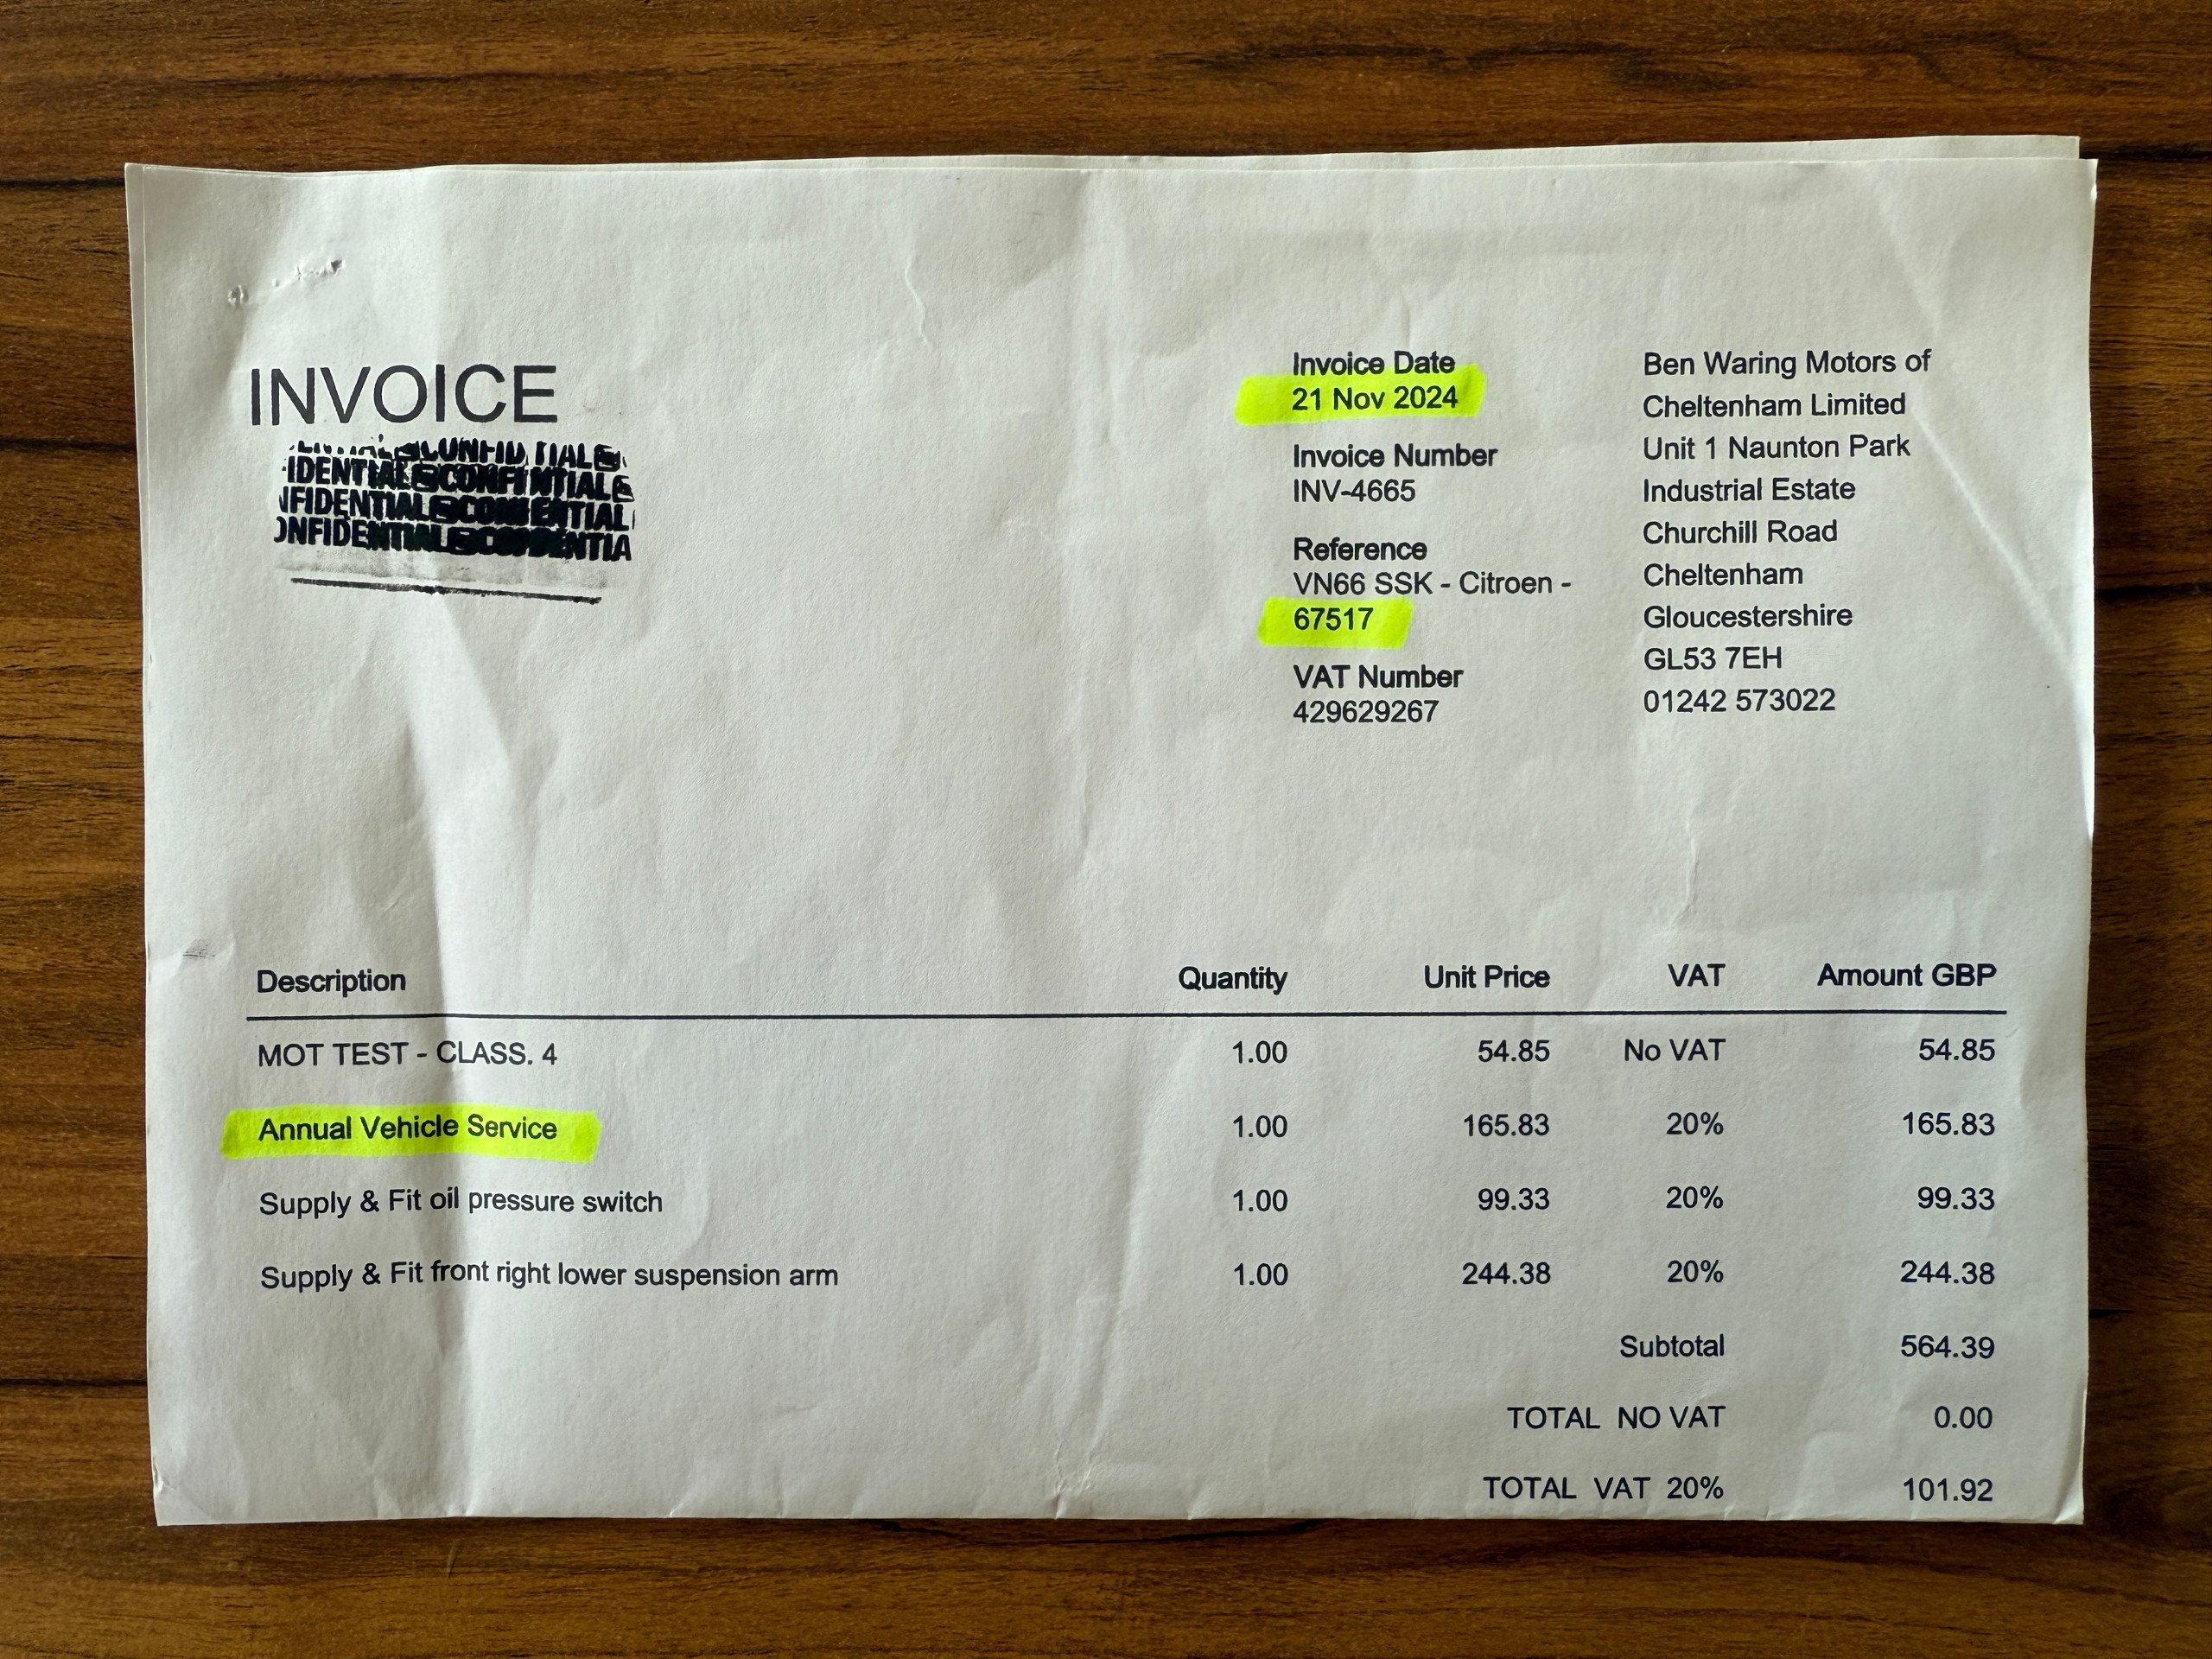 INVOICE
Invoice Date
21 Nov 2024
Invoice Number
INV-4665
Reference
VN66 SSK - Citroen -
67517
VAT Number
429629267
Ben Waring Motors of
Cheltenham Limited
Unit 1 Naunton Park
Industrial Estate
Churchill Road
Cheltenham
Gloucestershire
GL53 7EH
01242 573022
Description Quantity Unit Price VAT Amount GBP
MOT TEST - CLASS. 4 1.00 54.85 No VAT 54.85
Annual Vehicle Service 1.00 165.83 20% 165.83
Supply & Fit oil pressure switch 1.00 99.33 20% 99.33
Supply & Fit front right lower suspension arm 1.00 244.38 20% 244.38
Subtotal 564.39
TOTAL NO VAT 0.00
TOTAL VAT 20% 101.92